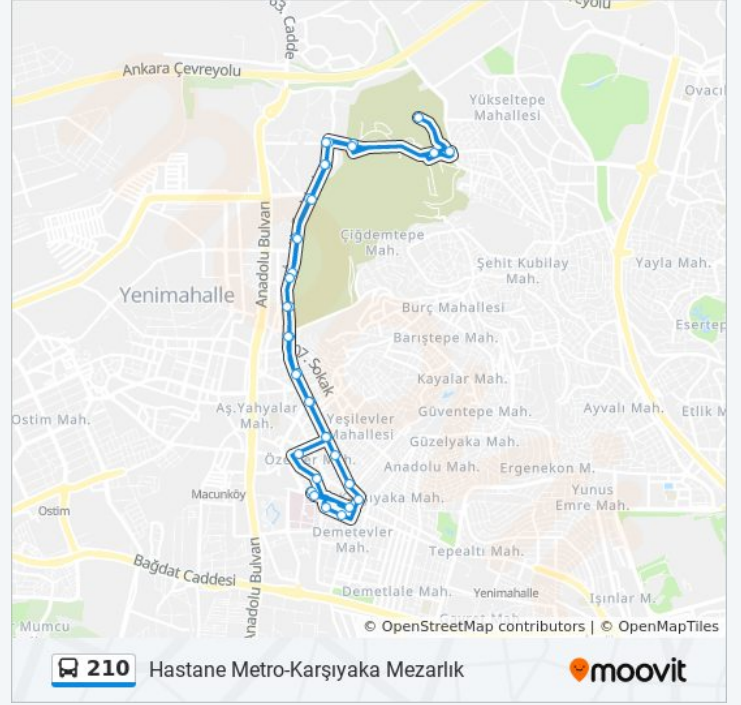 63. Cadde
Çevreyolu
Ankara Çevreyolu
Yükseltepe
Mahallesi
Anadolu Bulvarı
Çiğdemtepe
Mah.
Şehit Kubilay
Mah.
Yayla Mah.
Yenimahalle
Burç Mahallesi
Barıştepe Mah.
Sokak
Kayalar Mah.
Ostim Mah.
Aş.Yahyalar
Mah.
Yeşilevler
Mahallesi
Güventepe Mah.
Ayvalı Mah.
Etlik M
Güzelyaka Mah.
Anadolu Mah.
Ergenekon M.
Macunköy
Yunus
Emre Mah.
Ostim
Demetevler
Mah.
Tepealtı Mah.
Bağdat Caddesi
Anadolu Bulvarı
Demetlale Mah.
Yenimahalle
Işınlar M.
Mumcu
© OpenStreetMap contributors | © OpenMapTiles
210 Hastane Metro-Karşıyaka Mezarlık
moovit